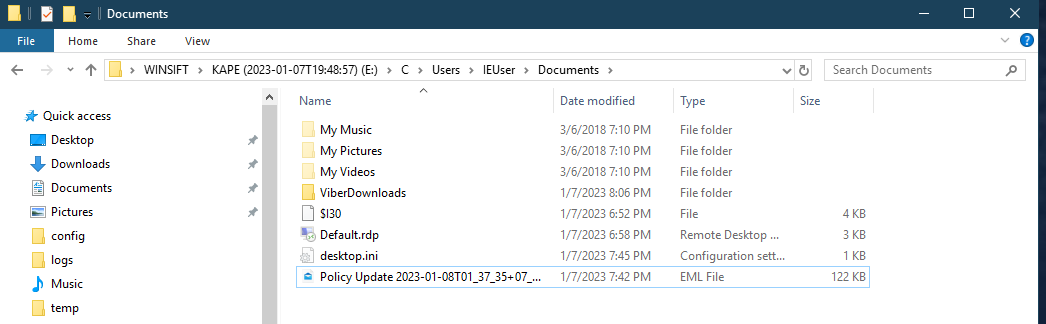 Documents
File Home Share View
WINSIFT KAPE (2023-01-07T19:48:57) (E:) C Users IEUser Documents Search Documents
Quick access
Desktop
Downloads
Documents
Pictures
config
logs
Music
temp
Name Date modified Type Size
My Music 3/6/2018 7:10 PM File folder
My Pictures 3/6/2018 7:10 PM File folder
My Videos 3/6/2018 7:10 PM File folder
ViberDownloads 1/7/2023 8:06 PM File folder
$I30 1/7/2023 6:52 PM File 4 KB
Default.rdp 1/7/2023 6:58 PM Remote Desktop ... 3 KB
desktop.ini 1/7/2023 7:45 PM Configuration sett... 1 KB
Policy Update 2023-01-08T01_37_35+07_... 1/7/2023 7:42 PM EML File 122 KB